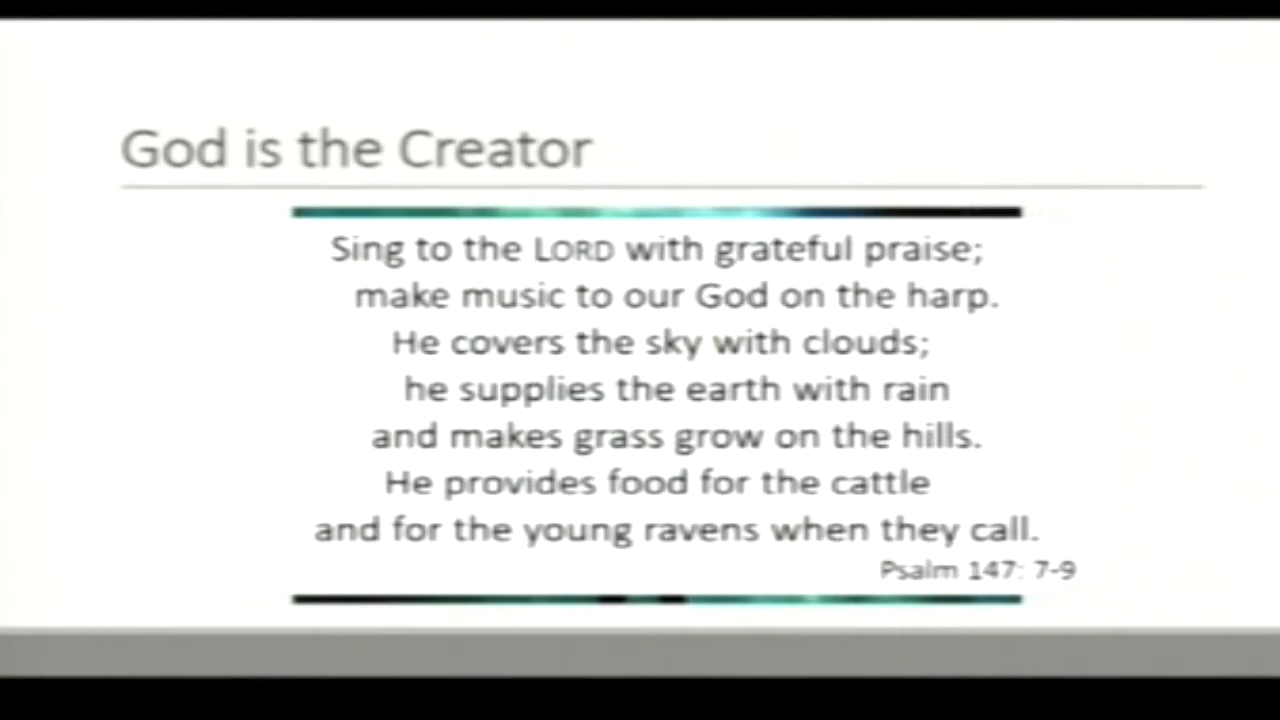 God is the Creator
Sing to the LORD with grateful praise;
make music to our God on the harp.
He covers the sky with clouds;
he supplies the earth with rain
and makes grass grow on the hills.
He provides food for the cattle
and for the young ravens when they call.
Psalm 147: 7-9